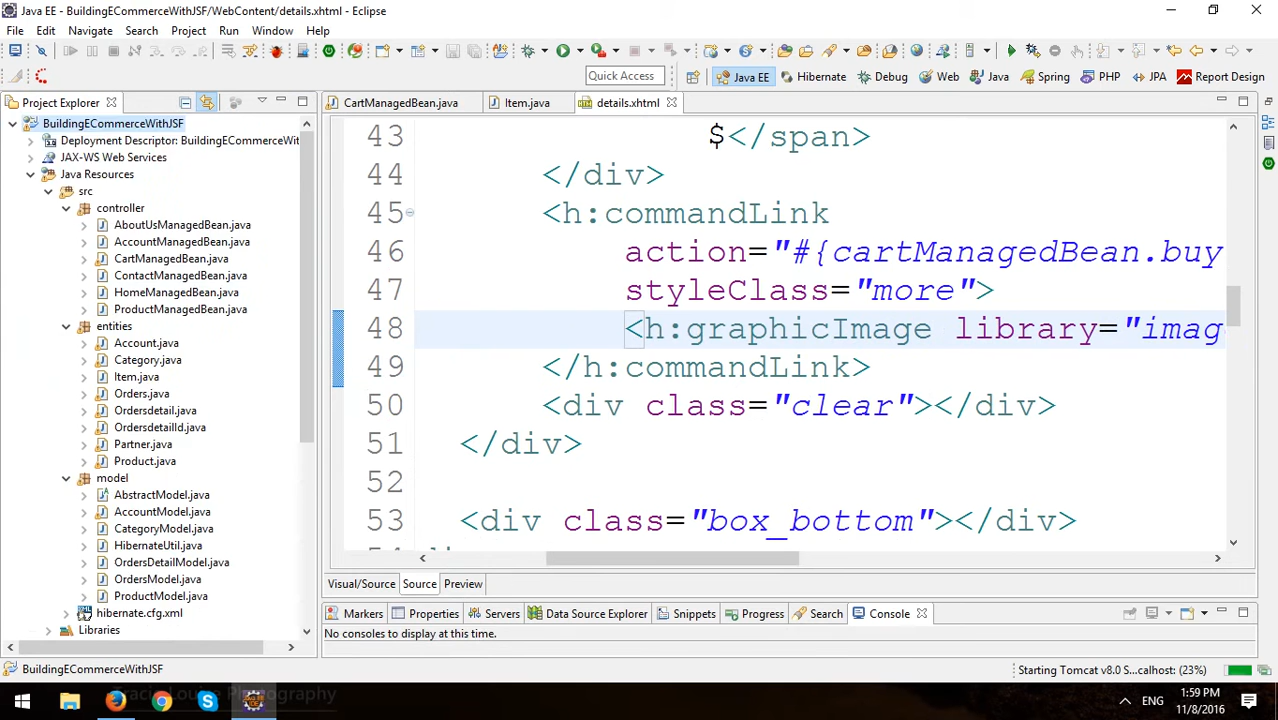 Java EE - BuildingECommerceWithJSF/WebContent/details.xhtml - Eclipse
File Edit Navigate Search Project Run Window Help
Quick Access
Java EE Hibernate Debug Web Java Spring PHP JPA Report Design
Project Explorer
BuildingECommerceWithJSF
Deployment Descriptor: BuildingECommerceWithJSF
JAX-WS Web Services
Java Resources
src
controller
AboutUsManagedBean.java
AccountManagedBean.java
CartManagedBean.java
ContactManagedBean.java
HomeManagedBean.java
ProductManagedBean.java
entities
Account.java
Category.java
Item.java
Orders.java
Ordersdetail.java
OrdersdetailId.java
Partner.java
Product.java
model
AbstractModel.java
AccountModel.java
CategoryModel.java
HibernateUtil.java
OrdersDetailModel.java
OrdersModel.java
ProductModel.java
hibernate.cfg.xml
Libraries
CartManagedBean.java Item.java details.xhtml
43 $</span>
44 </div>
45 <h:commandLink
46 action="#{cartManagedBean.buy
47 styleClass="more">
48 <h:graphicImage library="imag
49 </h:commandLink>
50 <div class="clear"></div>
51 </div>
52
53 <div class="box_bottom"></div>
Visual/Source Source Preview
Markers Properties Servers Data Source Explorer Snippets Progress Search Console
No consoles to display at this time.
BuildingECommerceWithJSF Starting Tomcat v8.0 S...calhost: (23%)
Gracie Louise Photography
ENG 1:59 PM
11/8/2016